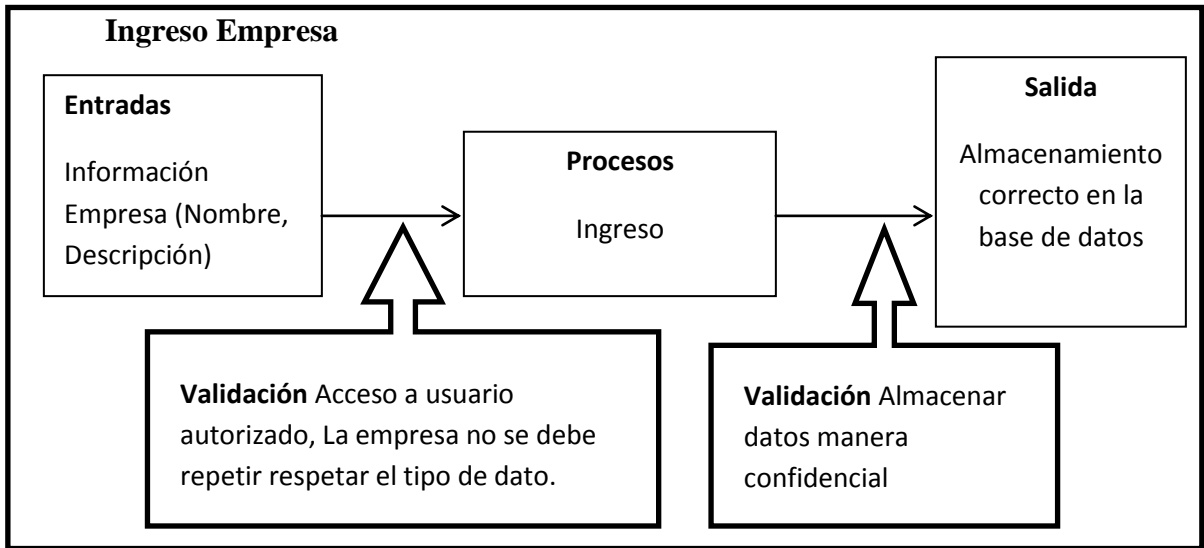 Ingreso Empresa
Entradas
Información
Empresa (Nombre,
Descripción)
Procesos
Ingreso
Salida
Almacenamiento
correcto en la
base de datos
Validación Acceso a usuario
autorizado, La empresa no se debe
repetir respetar el tipo de dato.
Validación Almacenar
datos manera
confidencial